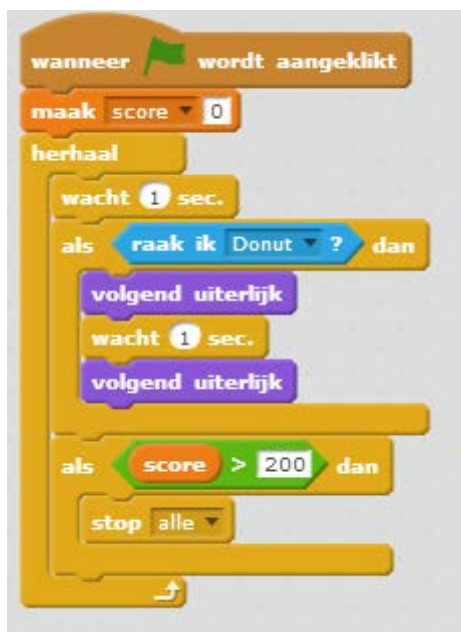 wanneer wordt aangeklikt
maak score 0
herhaal
wacht 1 sec.
als raak ik Donut ? dan
volgend uiterlijk
wacht 1 sec.
volgend uiterlijk
als score > 200 dan
stop alle